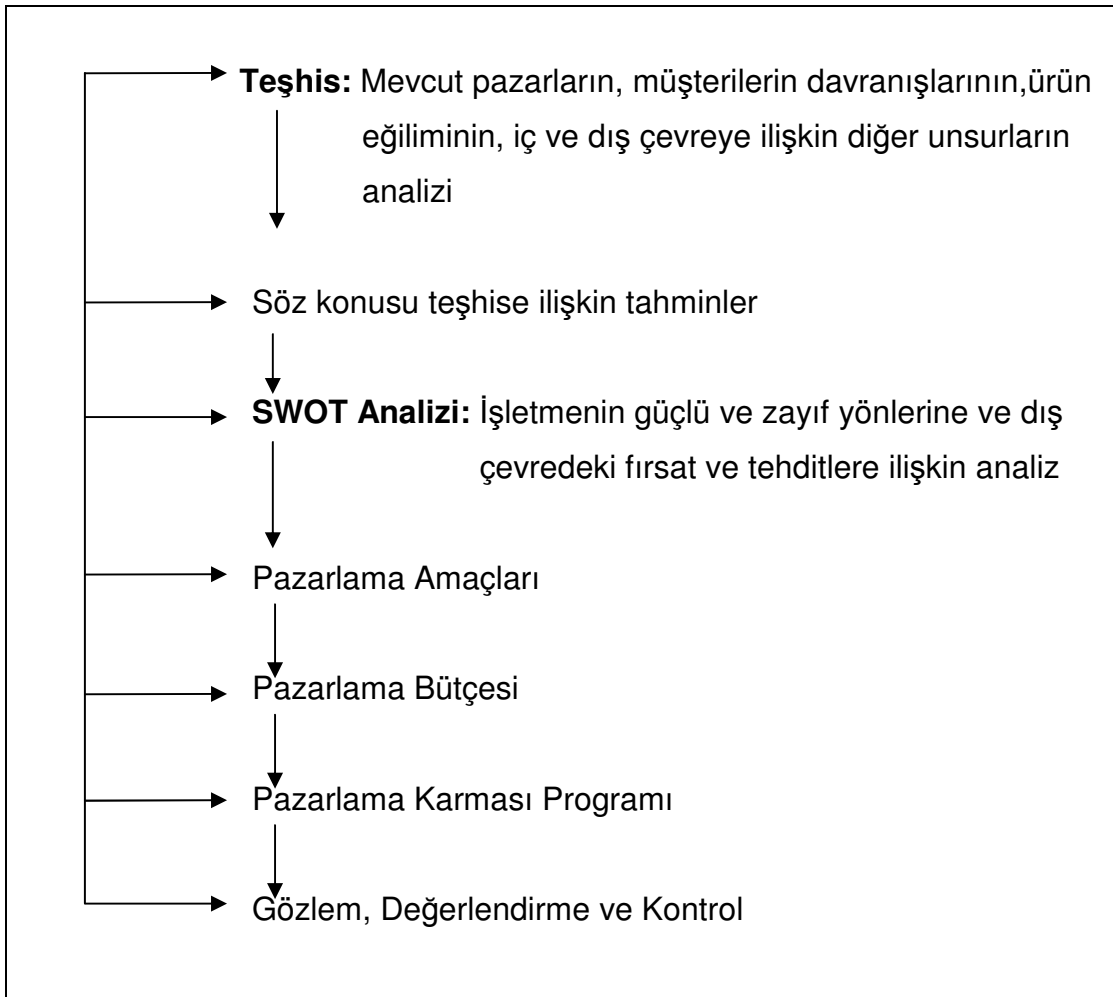 Teşhis: Mevcut pazarların, müşterilerin davranışlarının,ürün
eğiliminin, iç ve dış çevreye ilişkin diğer unsurların
analizi
Söz konusu teşhise ilişkin tahminler
SWOT Analizi: İşletmenin güçlü ve zayıf yönlerine ve dış
çevredeki fırsat ve tehditlere ilişkin analiz
Pazarlama Amaçları
Pazarlama Bütçesi
Pazarlama Karması Programı
Gözlem, Değerlendirme ve Kontrol